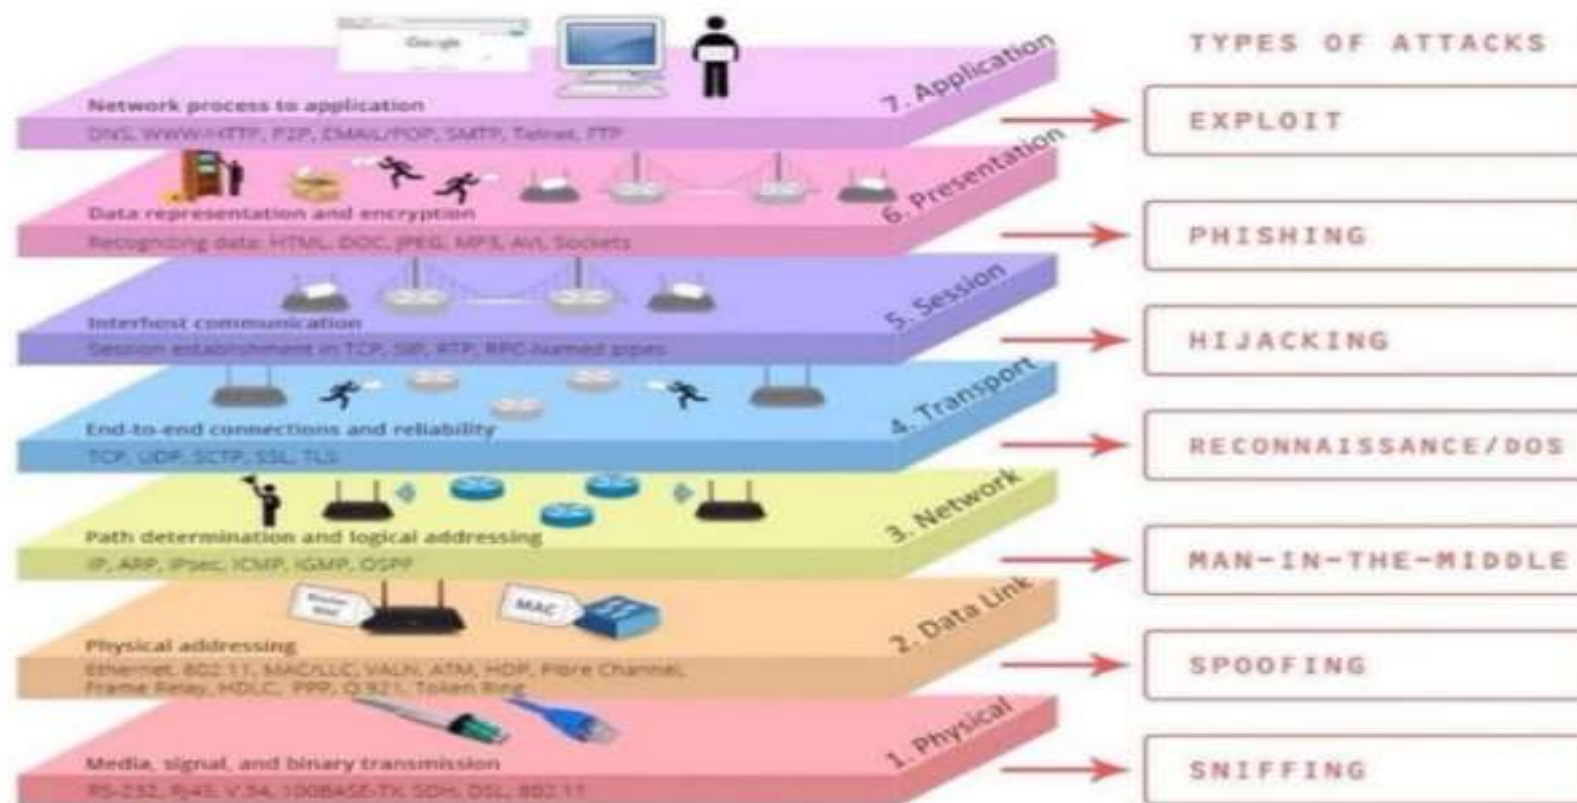 TYPES OF ATTACKS
Google
7. Application
Network process to application
DNS, WWW/HTTP, P2P, EMAIL/POP, SMTP, Telnet, FTP
EXPLOIT
6. Presentation
Data representation and encryption
Recognizing data: HTML, DOC, JPEG, MP3, AVI, Sockets
PHISHING
5. Session
Interhost communication
Session establishment in TCP, SIP, RTP, RPC-Named pipes
HIJACKING
4. Transport
End-to-end connections and reliability
TCP, UDP, SCTP, SSL, TLS
RECONNAISSANCE/DOS
3. Network
Path determination and logical addressing
IP, ARP, IPsec, ICMP, IGMP, OSPF
MAN-IN-THE-MIDDLE
MAC
MAC
2. Data Link
Physical addressing
Ethernet, 802.11, MAC/LLC, VALN, ATM, HDP, Fibre Channel,
Frame Relay, HDLC, PPP, Q.921, Token Ring
SPOOFING
1. Physical
Media, signal, and binary transmission
RS-232, RJ45, V.34, 100BASE-TX, SDH, DSL, 802.11
SNIFFING